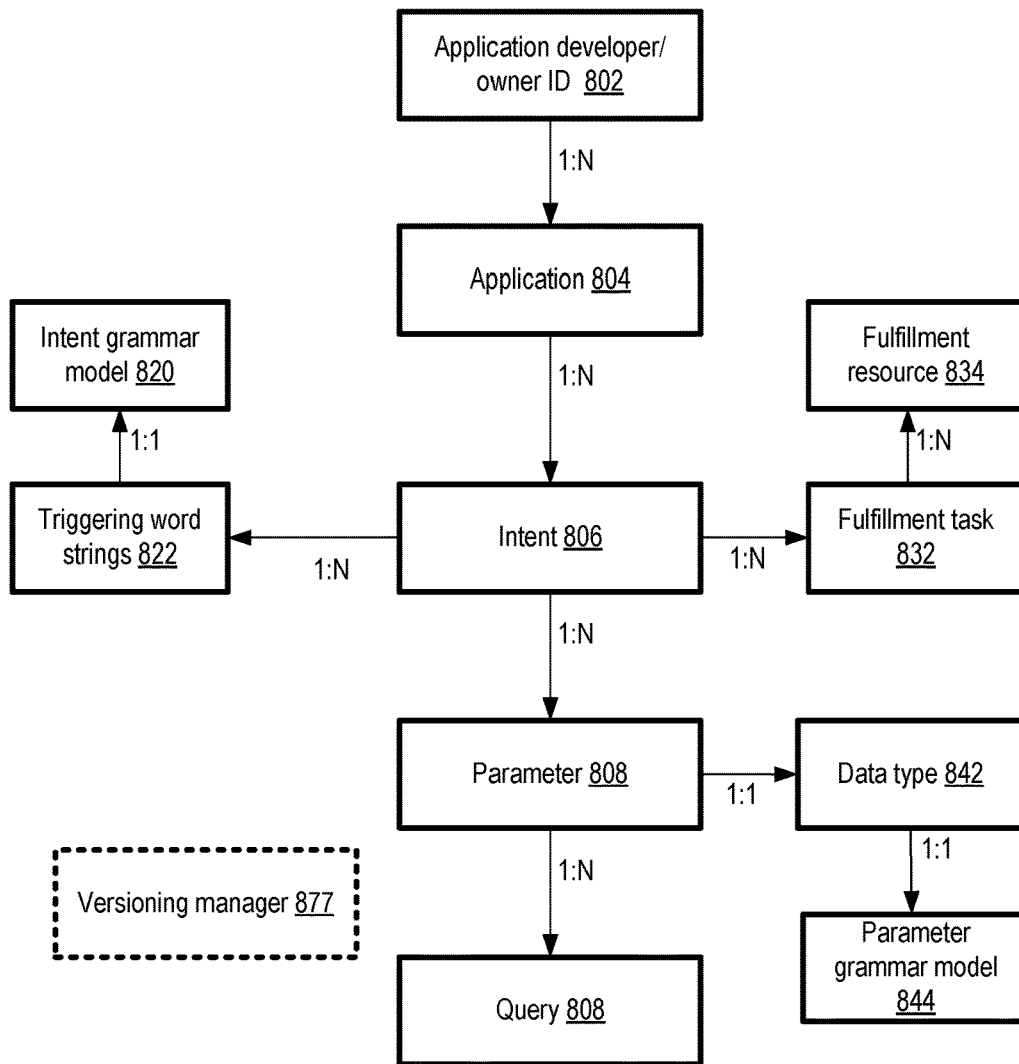 Application developer/
owner ID 802
1:N
Application 804
Intent grammar
model 820
1:N
Fulfillment
resource 834
1:1
1:N
Triggering word
strings 822
Intent 806
Fulfillment task
832
1:N
1:N
1:N
Parameter 808
Data type 842
1:1
1:1
1:N
Versioning manager 877
Parameter
grammar model
844
Query 808